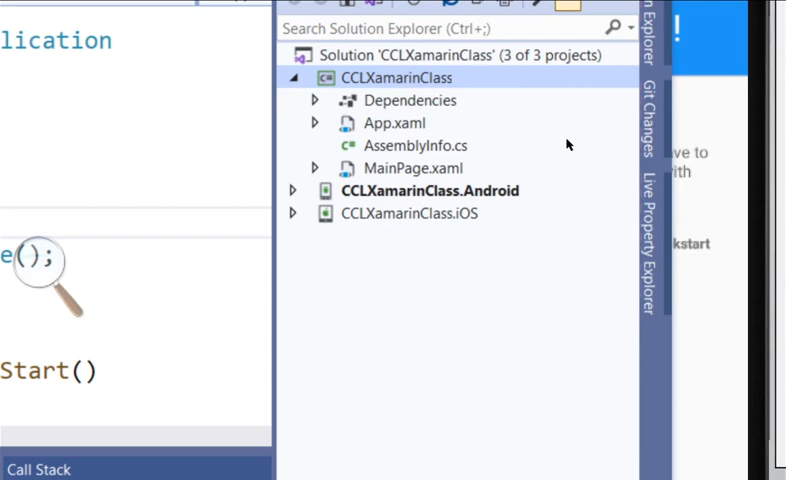 lication
e();
Start()
Call Stack
Search Solution Explorer (Ctrl+;)
Solution 'CCLXamarinClass' (3 of 3 projects)
CCLXamarinClass
Dependencies
App.xaml
AssemblyInfo.cs
MainPage.xaml
CCLXamarinClass.Android
CCLXamarinClass.iOS
n Explorer
Git Changes
Live Property Explorer
!
ve to
ith
kstart